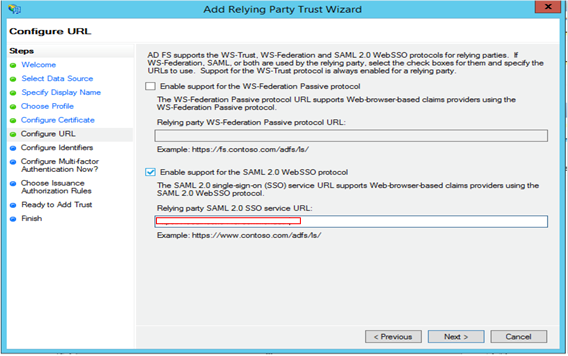 Add Relying Party Trust Wizard
Configure URL
Steps
Welcome
Select Data Source
Specify Display Name
Choose Profile
Configure Certificate
Configure URL
Configure Identifiers
Configure Multi-factor
Authentication Now?
Choose Issuance
Authorization Rules
Ready to Add Trust
Finish
AD FS supports the WS-Trust, WS-Federation and SAML 2.0 WebSSO protocols for relying parties. If
WS-Federation, SAML, or both are used by the relying party, select the check boxes for them and specify the
URLs to use. Support for the WS-Trust protocol is always enabled for a relying party.
Enable support for the WS-Federation Passive protocol
The WS-Federation Passive protocol URL supports Web-browser-based claims providers using the
WS-Federation Passive protocol.
Relying party WS-Federation Passive protocol URL:
Example: https://fs.contoso.com/adfs/ls/
Enable support for the SAML 2.0 WebSSO protocol
The SAML 2.0 single-sign-on (SSO) service URL supports Web-browser-based claims providers using the
SAML 2.0 WebSSO protocol.
Relying party SAML 2.0 SSO service URL:
Example: https://www.contoso.com/adfs/ls/
< Previous
Next >
Cancel